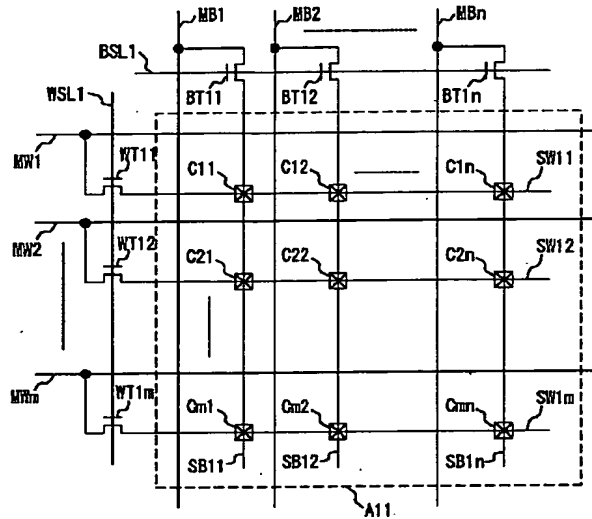 MB1 MB2 MBn
BSL1
BT11 BT12 BT1n
WSL1
MW1 WT11 C11 C12 C1n SW11
MW2 WT12 C21 C22 C2n SW12
MWm WT1m Cm1 Cm2 Cmn SW1m
SB11 SB12 SB1n
A11